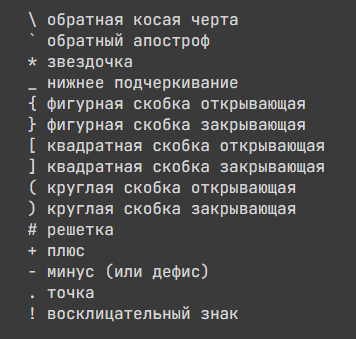 \ обратная косая черта
` обратный апостроф
* звездочка
_ нижнее подчеркивание
{ фигурная скобка открывающая
} фигурная скобка закрывающая
[ квадратная скобка открывающая
] квадратная скобка закрывающая
( круглая скобка открывающая
) круглая скобка закрывающая
# решетка
+ плюс
- минус (или дефис)
. точка
! восклицательный знак